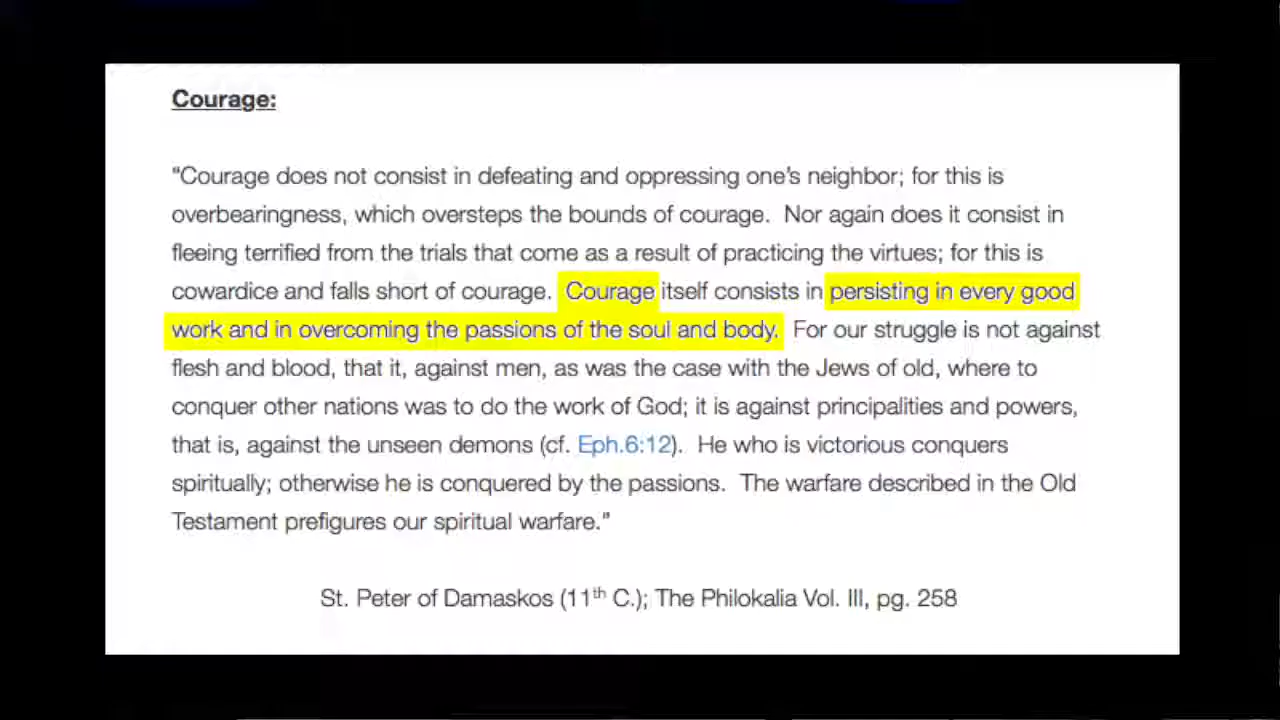 Courage:
“Courage does not consist in defeating and oppressing one’s neighbor; for this is
overbearingness, which oversteps the bounds of courage. Nor again does it consist in
fleeing terrified from the trials that come as a result of practicing the virtues; for this is
cowardice and falls short of courage. Courage itself consists in persisting in every good
work and in overcoming the passions of the soul and body. For our struggle is not against
flesh and blood, that it, against men, as was the case with the Jews of old, where to
conquer other nations was to do the work of God; it is against principalities and powers,
that is, against the unseen demons (cf. Eph.6:12). He who is victorious conquers
spiritually; otherwise he is conquered by the passions. The warfare described in the Old
Testament prefigures our spiritual warfare.”
St. Peter of Damaskos (11th C.); The Philokalia Vol. III, pg. 258